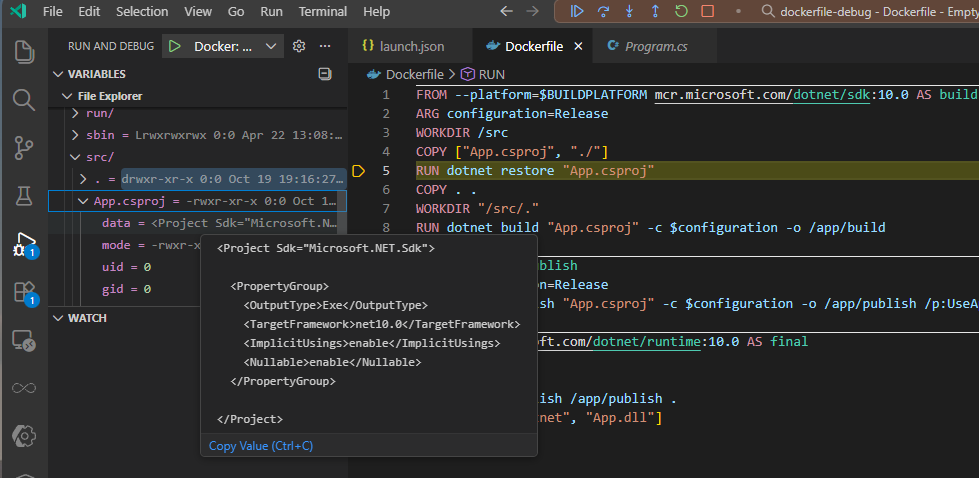 File Edit Selection View Go Run Terminal Help
dockerfile-debug - Dockerfile - Empty
RUN AND DEBUG Docker: ...
VARIABLES
File Explorer
run/
sbin = Lrwxrwxrwx 0:0 Apr 22 13:08:...
src/
. = drwxr-xr-x 0:0 Oct 19 19:16:27...
App.csproj = -rwxr-xr-x 0:0 Oct 1...
data = <Project Sdk="Microsoft.N...
mode = -rwxr-x
uid = 0
gid = 0
WATCH
1
1
<Project Sdk="Microsoft.NET.Sdk">
<PropertyGroup>
<OutputType>Exe</OutputType>
<TargetFramework>net10.0</TargetFramework>
<ImplicitUsings>enable</ImplicitUsings>
<Nullable>enable</Nullable>
</PropertyGroup>
</Project>
Copy Value (Ctrl+C)
{} launch.json Dockerfile C# Program.cs
Dockerfile > RUN
1 FROM --platform=$BUILDPLATFORM mcr.microsoft.com/dotnet/sdk:10.0 AS build
2 ARG configuration=Release
3 WORKDIR /src
4 COPY ["App.csproj", "./"]
5 RUN dotnet restore "App.csproj"
6 COPY . .
7 WORKDIR "/src/."
8 RUN dotnet build "App.csproj" -c $configuration -o /app/build
blish
on=Release
sh "App.csproj" -c $configuration -o /app/publish /p:UseA
oft.com/dotnet/runtime:10.0 AS final
ish /app/publish .
net", "App.dll"]